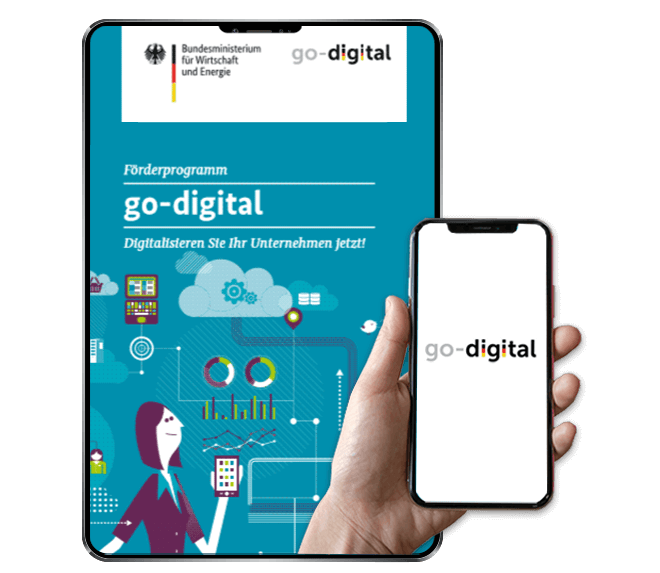 Bundesministerium
für Wirtschaft
und Energie
go-digital
Förderprogramm
go-digital
Digitalisieren Sie Ihr Unternehmen jetzt!
go-digital